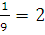 1/9 = 2